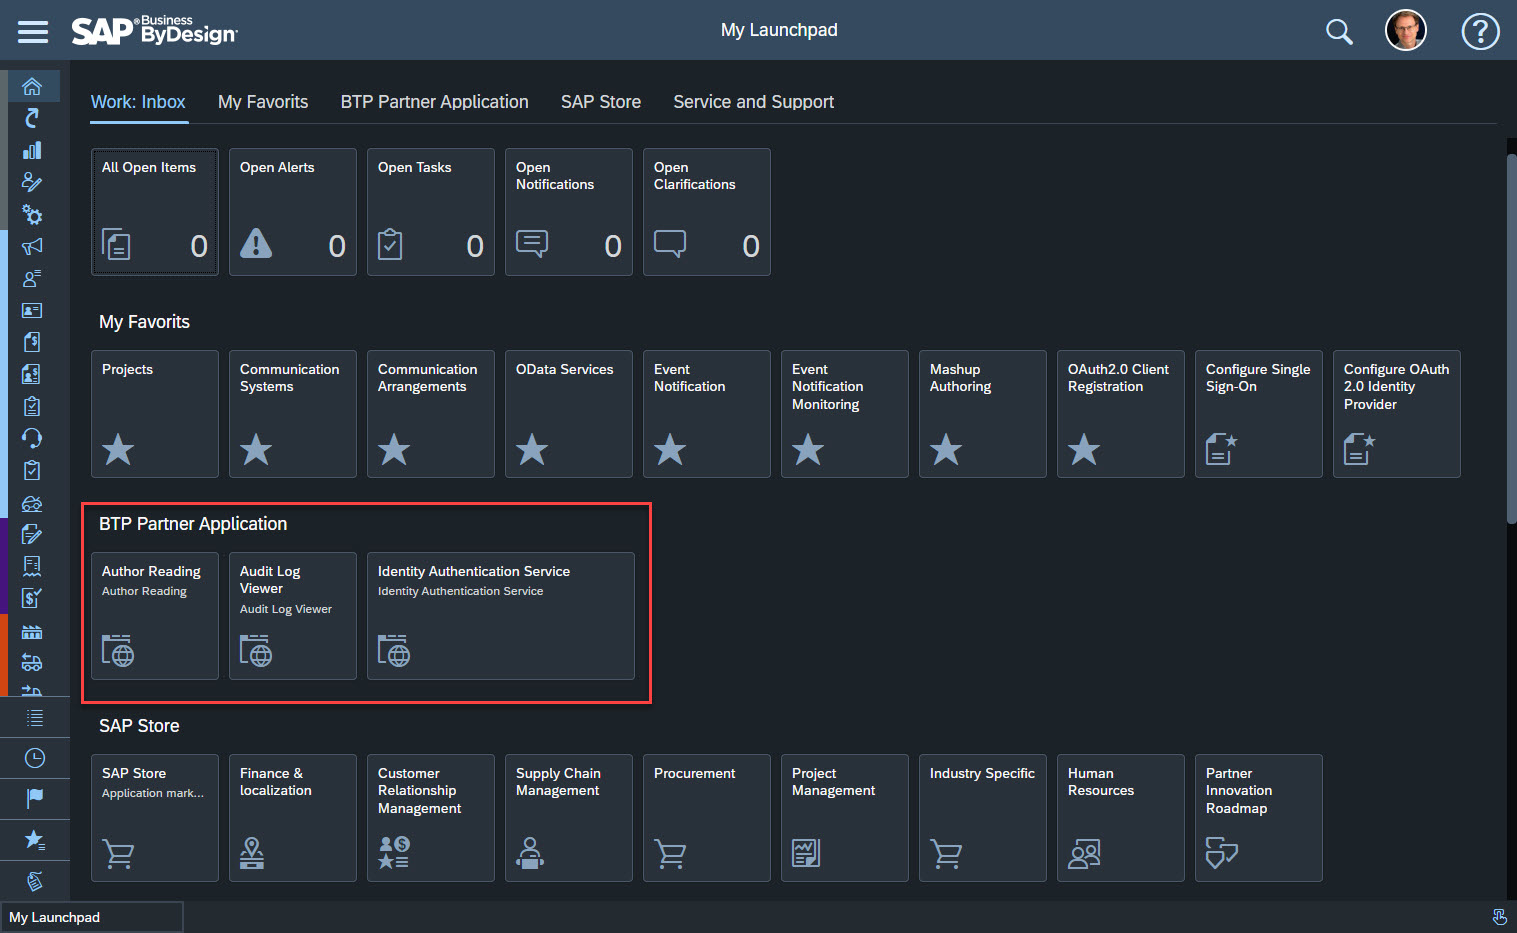 SAP Business ByDesign
My Launchpad
Work: Inbox My Favorites BTP Partner Application SAP Store Service and Support
All Open Items
0
Open Alerts
0
Open Tasks
0
Open
Notifications
0
Open
Clarifications
0
My Favorites
Projects
Communication
Systems
Communication
Arrangements
OData Services
Event
Notification
Event
Notification
Monitoring
Mashup
Authoring
OAuth2.0 Client
Registration
Configure Single
Sign-On
Configure OAuth
2.0 Identity
Provider
BTP Partner Application
Author Reading
Author Reading
Audit Log
Viewer
Audit Log Viewer
Identity Authentication Service
Identity Authentication Service
SAP Store
SAP Store
Application mark...
Finance &
localization
Customer
Relationship
Management
Supply Chain
Management
Procurement
Project
Management
Industry Specific
Human
Resources
Partner
Innovation
Roadmap
My Launchpad